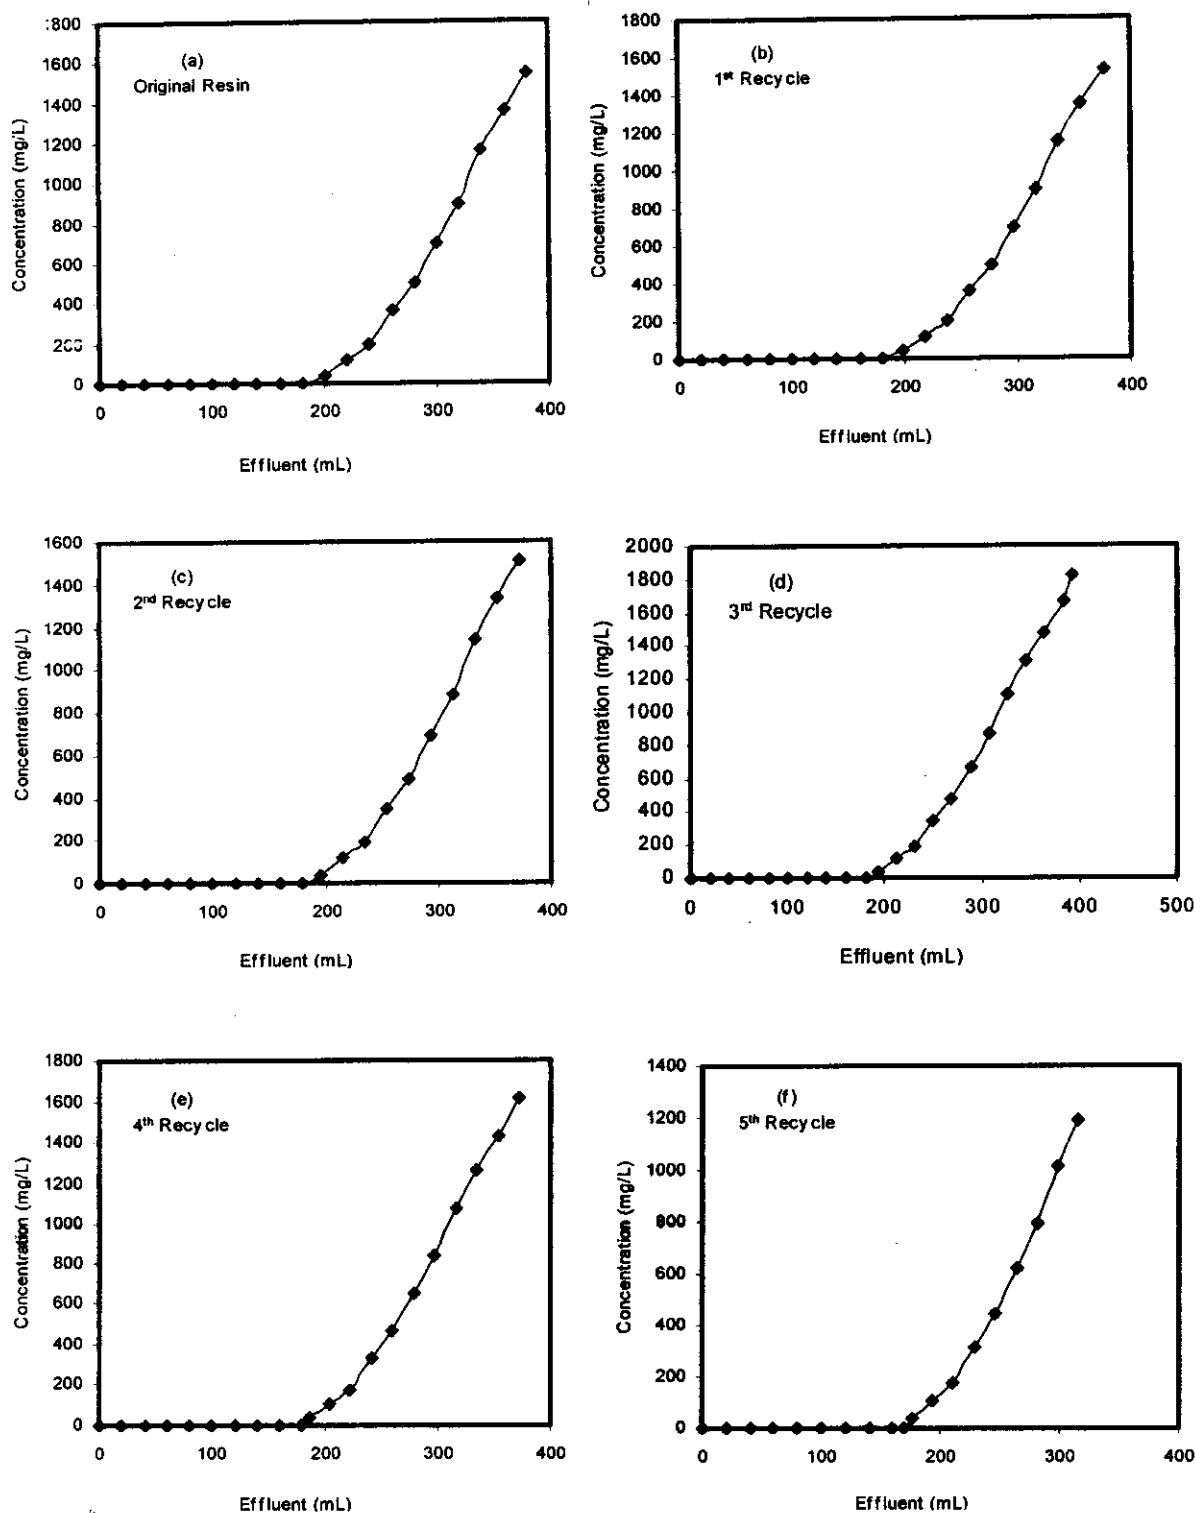 (a)
Original Resin
:800
1600
1400
1200
1000
800
600
400
200
0
0 100 200 300 400
Concentration (mg/L)
Effluent (mL)
(b)
1st Recycle
1800
1600
1400
1200
1000
800
600
400
200
0
0 100 200 300 400
Concentration (mg/L)
Effluent (mL)
(c)
2nd Recycle
1600
1400
1200
1000
800
600
400
200
0
0 100 200 300 400
Concentration (mg/L)
Effluent (mL)
(d)
3rd Recycle
2000
1800
1600
1400
1200
1000
800
600
400
200
0
0 100 200 300 400 500
Concentration (mg/L)
Effluent (mL)
(e)
4th Recycle
1800
1600
1400
1200
1000
800
600
400
200
0
0 100 200 300 400
Concentration (mg/L)
Effluent (mL)
(f)
5th Recycle
1400
1200
1000
800
600
400
200
0
0 100 200 300 400
Concentration (mg/L)
Effluent (mL)